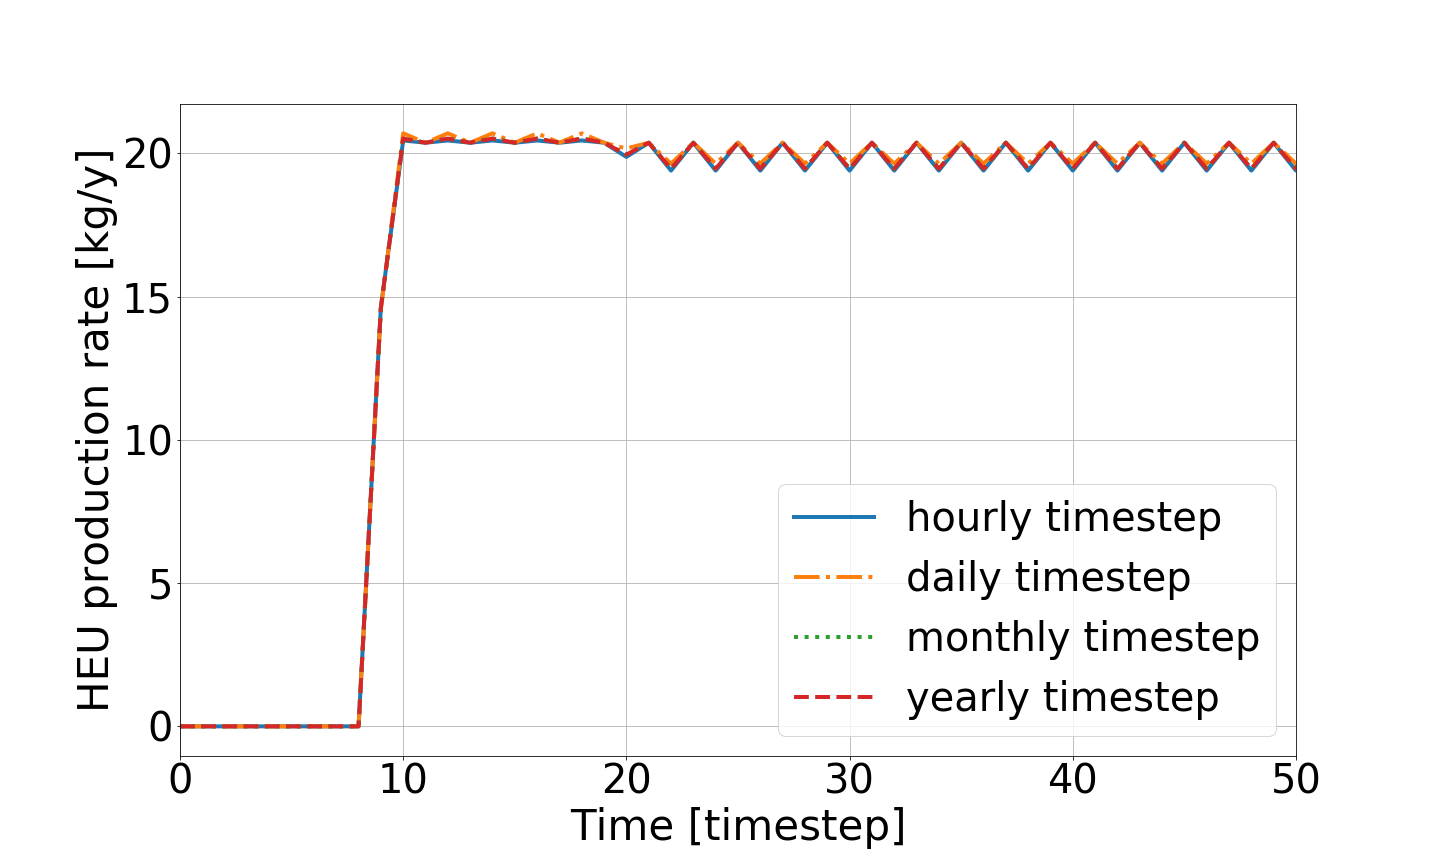 HEU production rate [kg/y]
20
15
10
5
0
hourly timestep
daily timestep
monthly timestep
yearly timestep
0 10 20 30 40 50
Time [timestep]